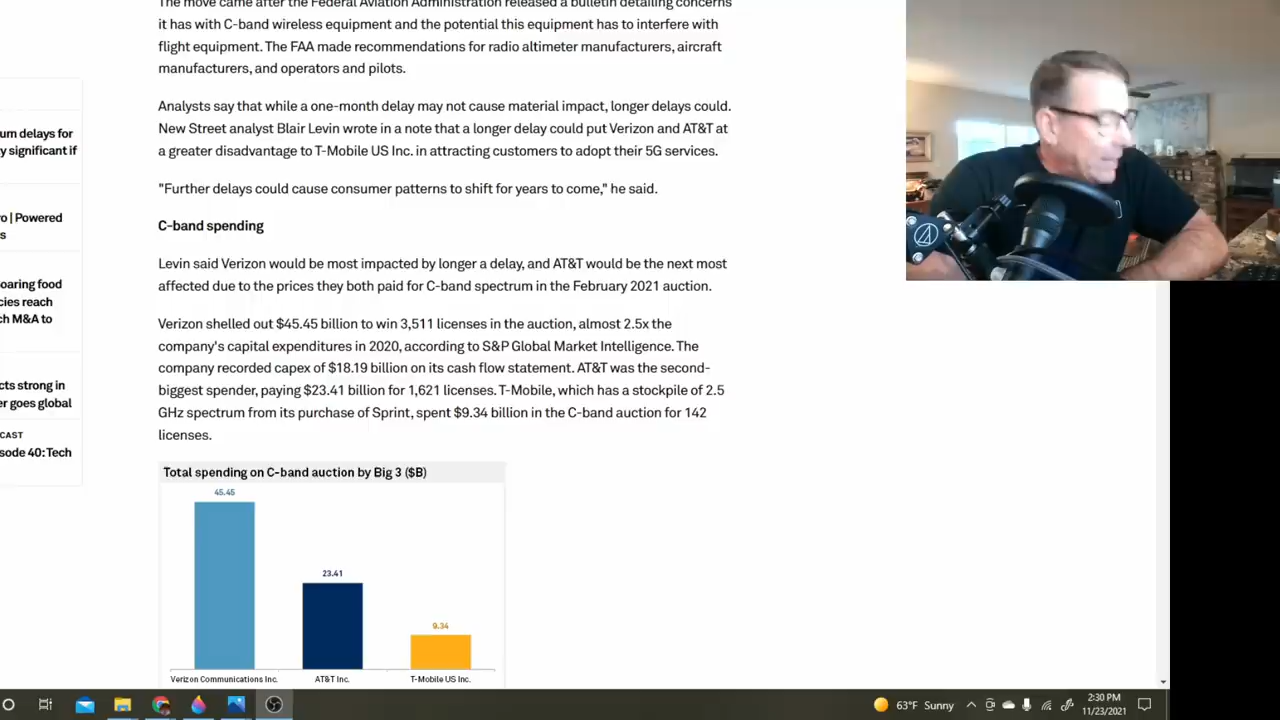 The move came after the Federal Aviation Administration released a bulletin detailing concerns
it has with C-band wireless equipment and the potential this equipment has to interfere with
flight equipment. The FAA made recommendations for radio altimeter manufacturers, aircraft
manufacturers, and operators and pilots.
Analysts say that while a one-month delay may not cause material impact, longer delays could.
New Street analyst Blair Levin wrote in a note that a longer delay could put Verizon and AT&T at
a greater disadvantage to T-Mobile US Inc. in attracting customers to adopt their 5G services.
"Further delays could cause consumer patterns to shift for years to come," he said.
C-band spending
Levin said Verizon would be most impacted by longer a delay, and AT&T would be the next most
affected due to the prices they both paid for C-band spectrum in the February 2021 auction.
Verizon shelled out $45.45 billion to win 3,511 licenses in the auction, almost 2.5x the
company's capital expenditures in 2020, according to S&P Global Market Intelligence. The
company recorded capex of $18.19 billion on its cash flow statement. AT&T was the second-
biggest spender, paying $23.41 billion for 1,621 licenses. T-Mobile, which has a stockpile of 2.5
GHz spectrum from its purchase of Sprint, spent $9.34 billion in the C-band auction for 142
licenses.
Total spending on C-band auction by Big 3 ($B)
45.45
23.41
9.34
Verizon Communications Inc.
AT&T Inc.
T-Mobile US Inc.
um delays for
y significant if
o | Powered
s
oaring food
cies reach
ch M&A to
cts strong in
er goes global
CAST
sode 40: Tech
63°F Sunny
2:30 PM
11/23/2021